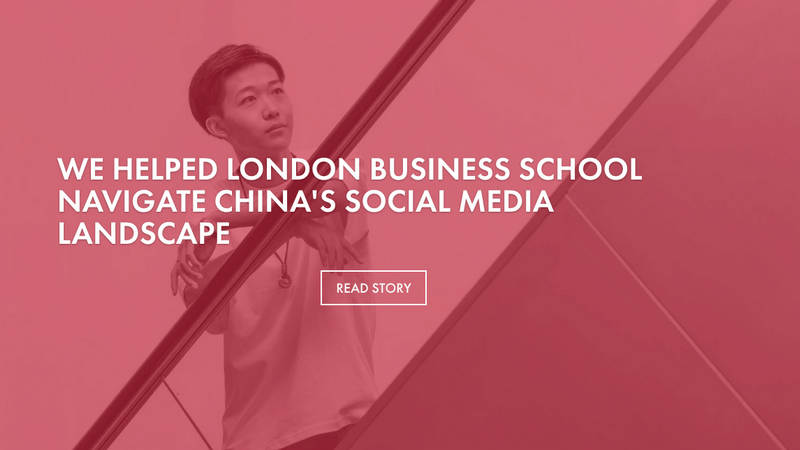 WE HELPED LONDON BUSINESS SCHOOL
NAVIGATE CHINA'S SOCIAL MEDIA
LANDSCAPE
READ STORY